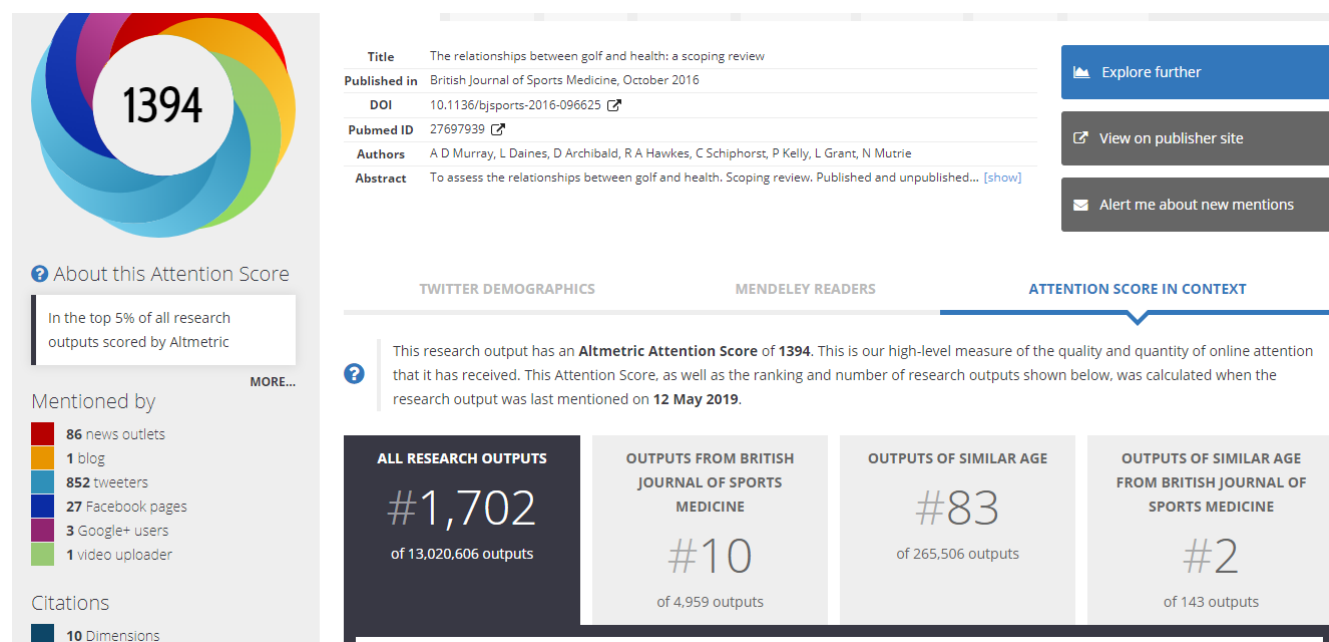 1394
About this Attention Score
In the top 5% of all research
outputs scored by Altmetric
MORE...
Mentioned by
86 news outlets
1 blog
852 tweeters
27 Facebook pages
3 Google+ users
1 video uploader
Citations
10 Dimensions
Title The relationships between golf and health: a scoping review
Published in British Journal of Sports Medicine, October 2016
DOI 10.1136/bjsports-2016-096625
Pubmed ID 27697939
Authors A D Murray, L Daines, D Archibald, R A Hawkes, C Schiphorst, P Kelly, L Grant, N Mutrie
Abstract To assess the relationships between golf and health. Scoping review. Published and unpublished... [show]
Explore further
View on publisher site
Alert me about new mentions
TWITTER DEMOGRAPHICS
MENDELEY READERS
ATTENTION SCORE IN CONTEXT
This research output has an Altmetric Attention Score of 1394. This is our high-level measure of the quality and quantity of online attention
that it has received. This Attention Score, as well as the ranking and number of research outputs shown below, was calculated when the
research output was last mentioned on 12 May 2019.
ALL RESEARCH OUTPUTS
#1,702
of 13,020,606 outputs
OUTPUTS FROM BRITISH
JOURNAL OF SPORTS
MEDICINE
#10
of 4,959 outputs
OUTPUTS OF SIMILAR AGE
#83
of 265,506 outputs
OUTPUTS OF SIMILAR AGE
FROM BRITISH JOURNAL OF
SPORTS MEDICINE
#2
of 143 outputs